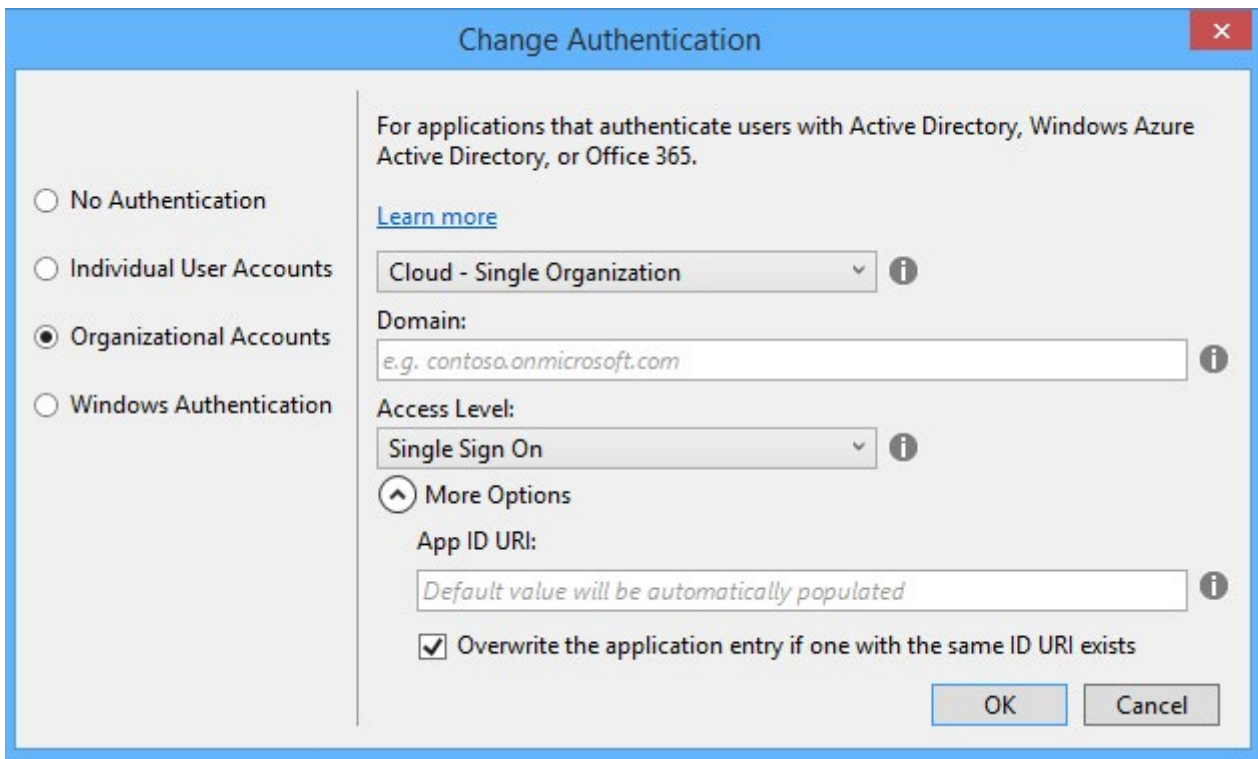 Change Authentication
No Authentication
Individual User Accounts
Organizational Accounts
Windows Authentication
For applications that authenticate users with Active Directory, Windows Azure
Active Directory, or Office 365.
Learn more
Cloud - Single Organization
Domain:
e.g. contoso.onmicrosoft.com
Access Level:
Single Sign On
More Options
App ID URI:
Default value will be automatically populated
Overwrite the application entry if one with the same ID URI exists
OK
Cancel